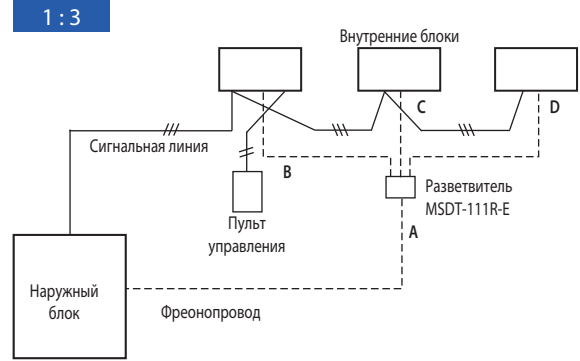 1 : 3
Внутренние блоки
C
D
Сигнальная линия
B
Разветвитель
MSDT-111R-E
Пульт
управления
A
Наружный
блок
Фреонопровод